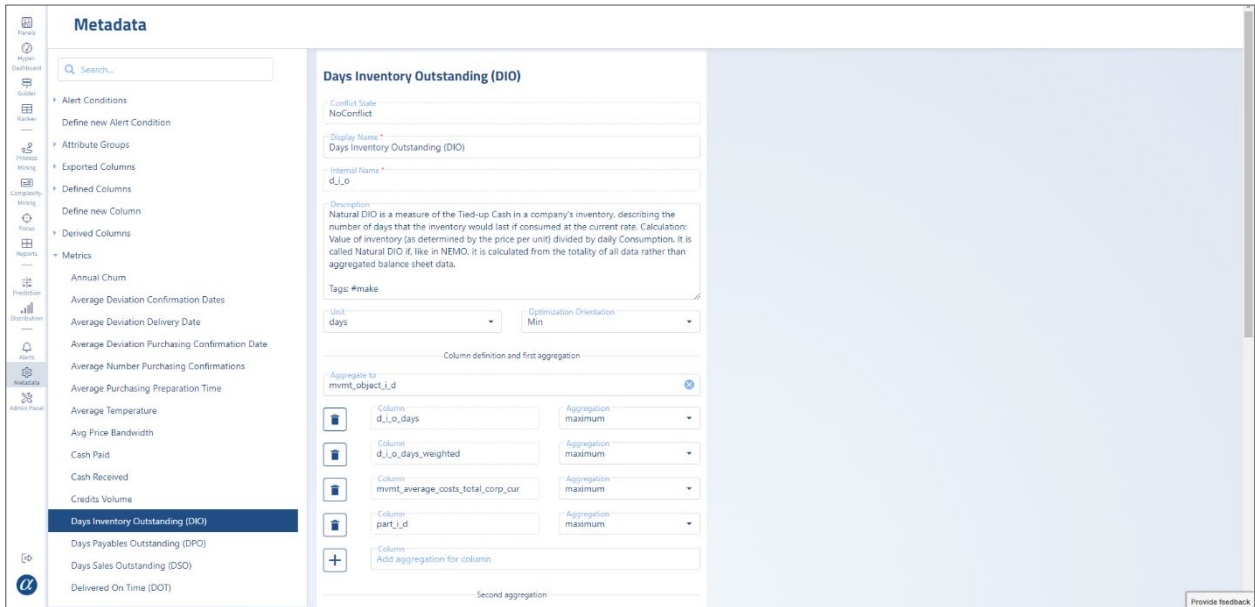 Metadata
Panels
Hyper-
Dashboard
Guider
Ranker
Process
Mining
Complexity-
Mining
Focus
Reports
Prediction
Distribution
Alerts
Metadata
Admin Panel
α
Search...
Alert Conditions
Define new Alert Condition
Attribute Groups
Exported Columns
Defined Columns
Define new Column
Derived Columns
Metrics
Annual Churn
Average Deviation Confirmation Dates
Average Deviation Delivery Date
Average Deviation Purchasing Confirmation Date
Average Number Purchasing Confirmations
Average Purchasing Preparation Time
Average Temperature
Avg Price Bandwidth
Cash Paid
Cash Received
Credits Volume
Days Inventory Outstanding (DIO)
Days Payables Outstanding (DPO)
Days Sales Outstanding (DSO)
Delivered On Time (DOT)
Days Inventory Outstanding (DIO)
Conflict State
NoConflict
Display Name *
Days Inventory Outstanding (DIO)
Internal Name *
d_i_o
Description
Natural DIO is a measure of the Tied-up Cash in a company's inventory, describing the
number of days that the inventory would last if consumed at the current rate. Calculation:
Value of inventory (as determined by the price per unit) divided by daily Consumption. It is
called Natural DIO if, like in NEMO, it is calculated from the totality of all data rather than
aggregated balance sheet data.
Tags: #make
Unit Optimization Orientation
days Min
Column definition and first aggregation
Aggregate to
mvmt_object_i_d
Column Aggregation
d_i_o_days maximum
Column Aggregation
d_i_o_days_weighted maximum
Column Aggregation
mvmt_average_costs_total_corp_cur maximum
Column Aggregation
part_i_d maximum
Column
Add aggregation for column
Second aggregation
Provide feedback